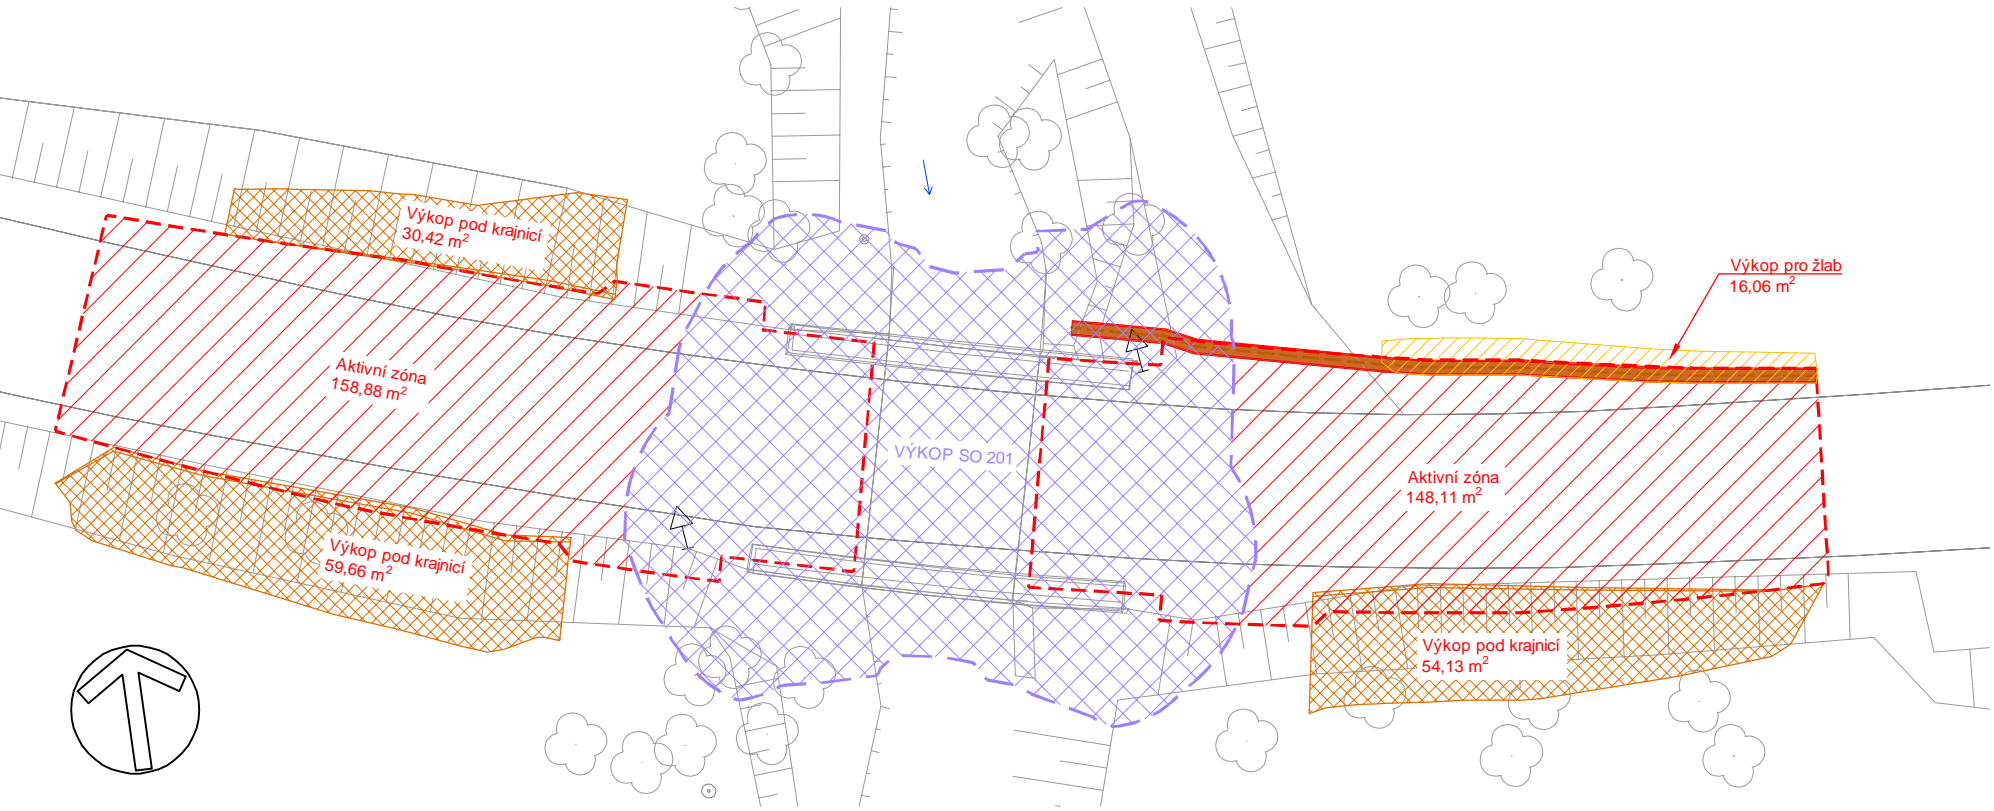 Výkop pod krajnicí
30,42 m²
Výkop pro žlab
16,06 m²
Aktivní zóna
158,88 m²
VÝKOP SO 201
Aktivní zóna
148,11 m²
Výkop pod krajnicí
59,66 m²
Výkop pod krajnicí
54,13 m²